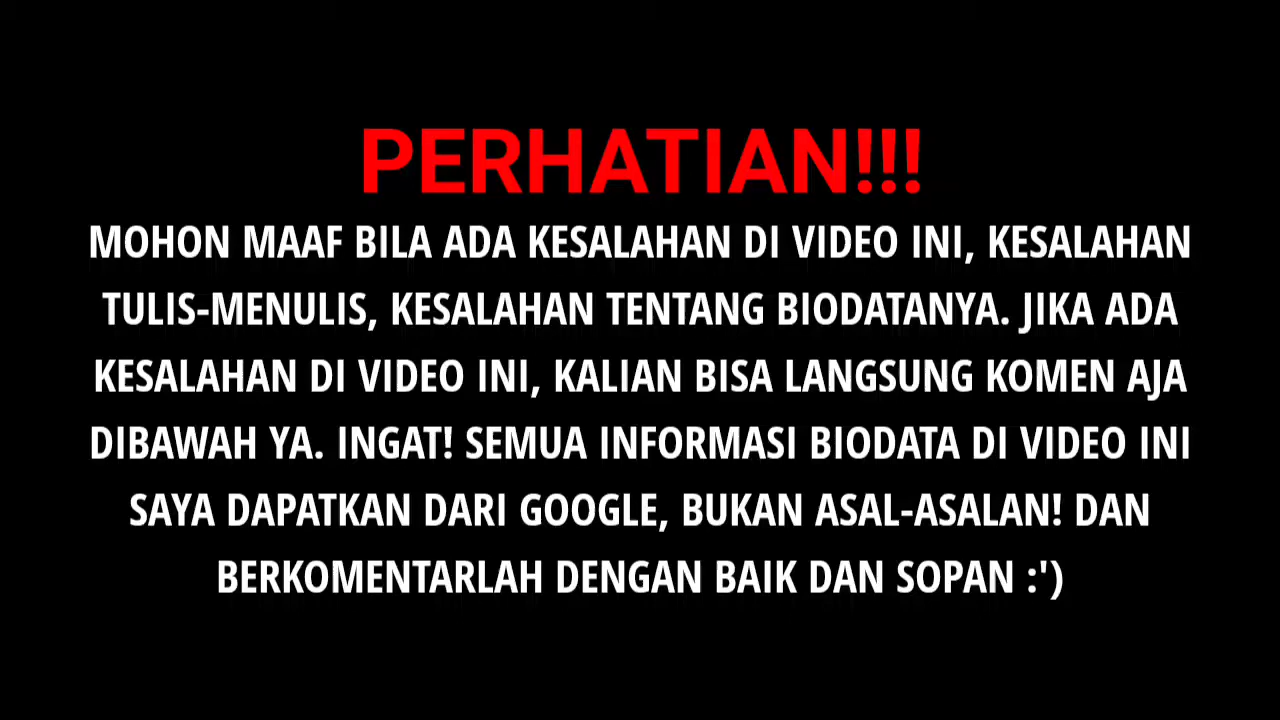 PERHATIAN!!!
MOHON MAAF BILA ADA KESALAHAN DI VIDEO INI, KESALAHAN
TULIS-MENULIS, KESALAHAN TENTANG BIODATANYA. JIKA ADA
KESALAHAN DI VIDEO INI, KALIAN BISA LANGSUNG KOMEN AJA
DIBAWAH YA. INGAT! SEMUA INFORMASI BIODATA DI VIDEO INI
SAYA DAPATKAN DARI GOOGLE, BUKAN ASAL-ASALAN! DAN
BERKOMENTARLAH DENGAN BAIK DAN SOPAN :')